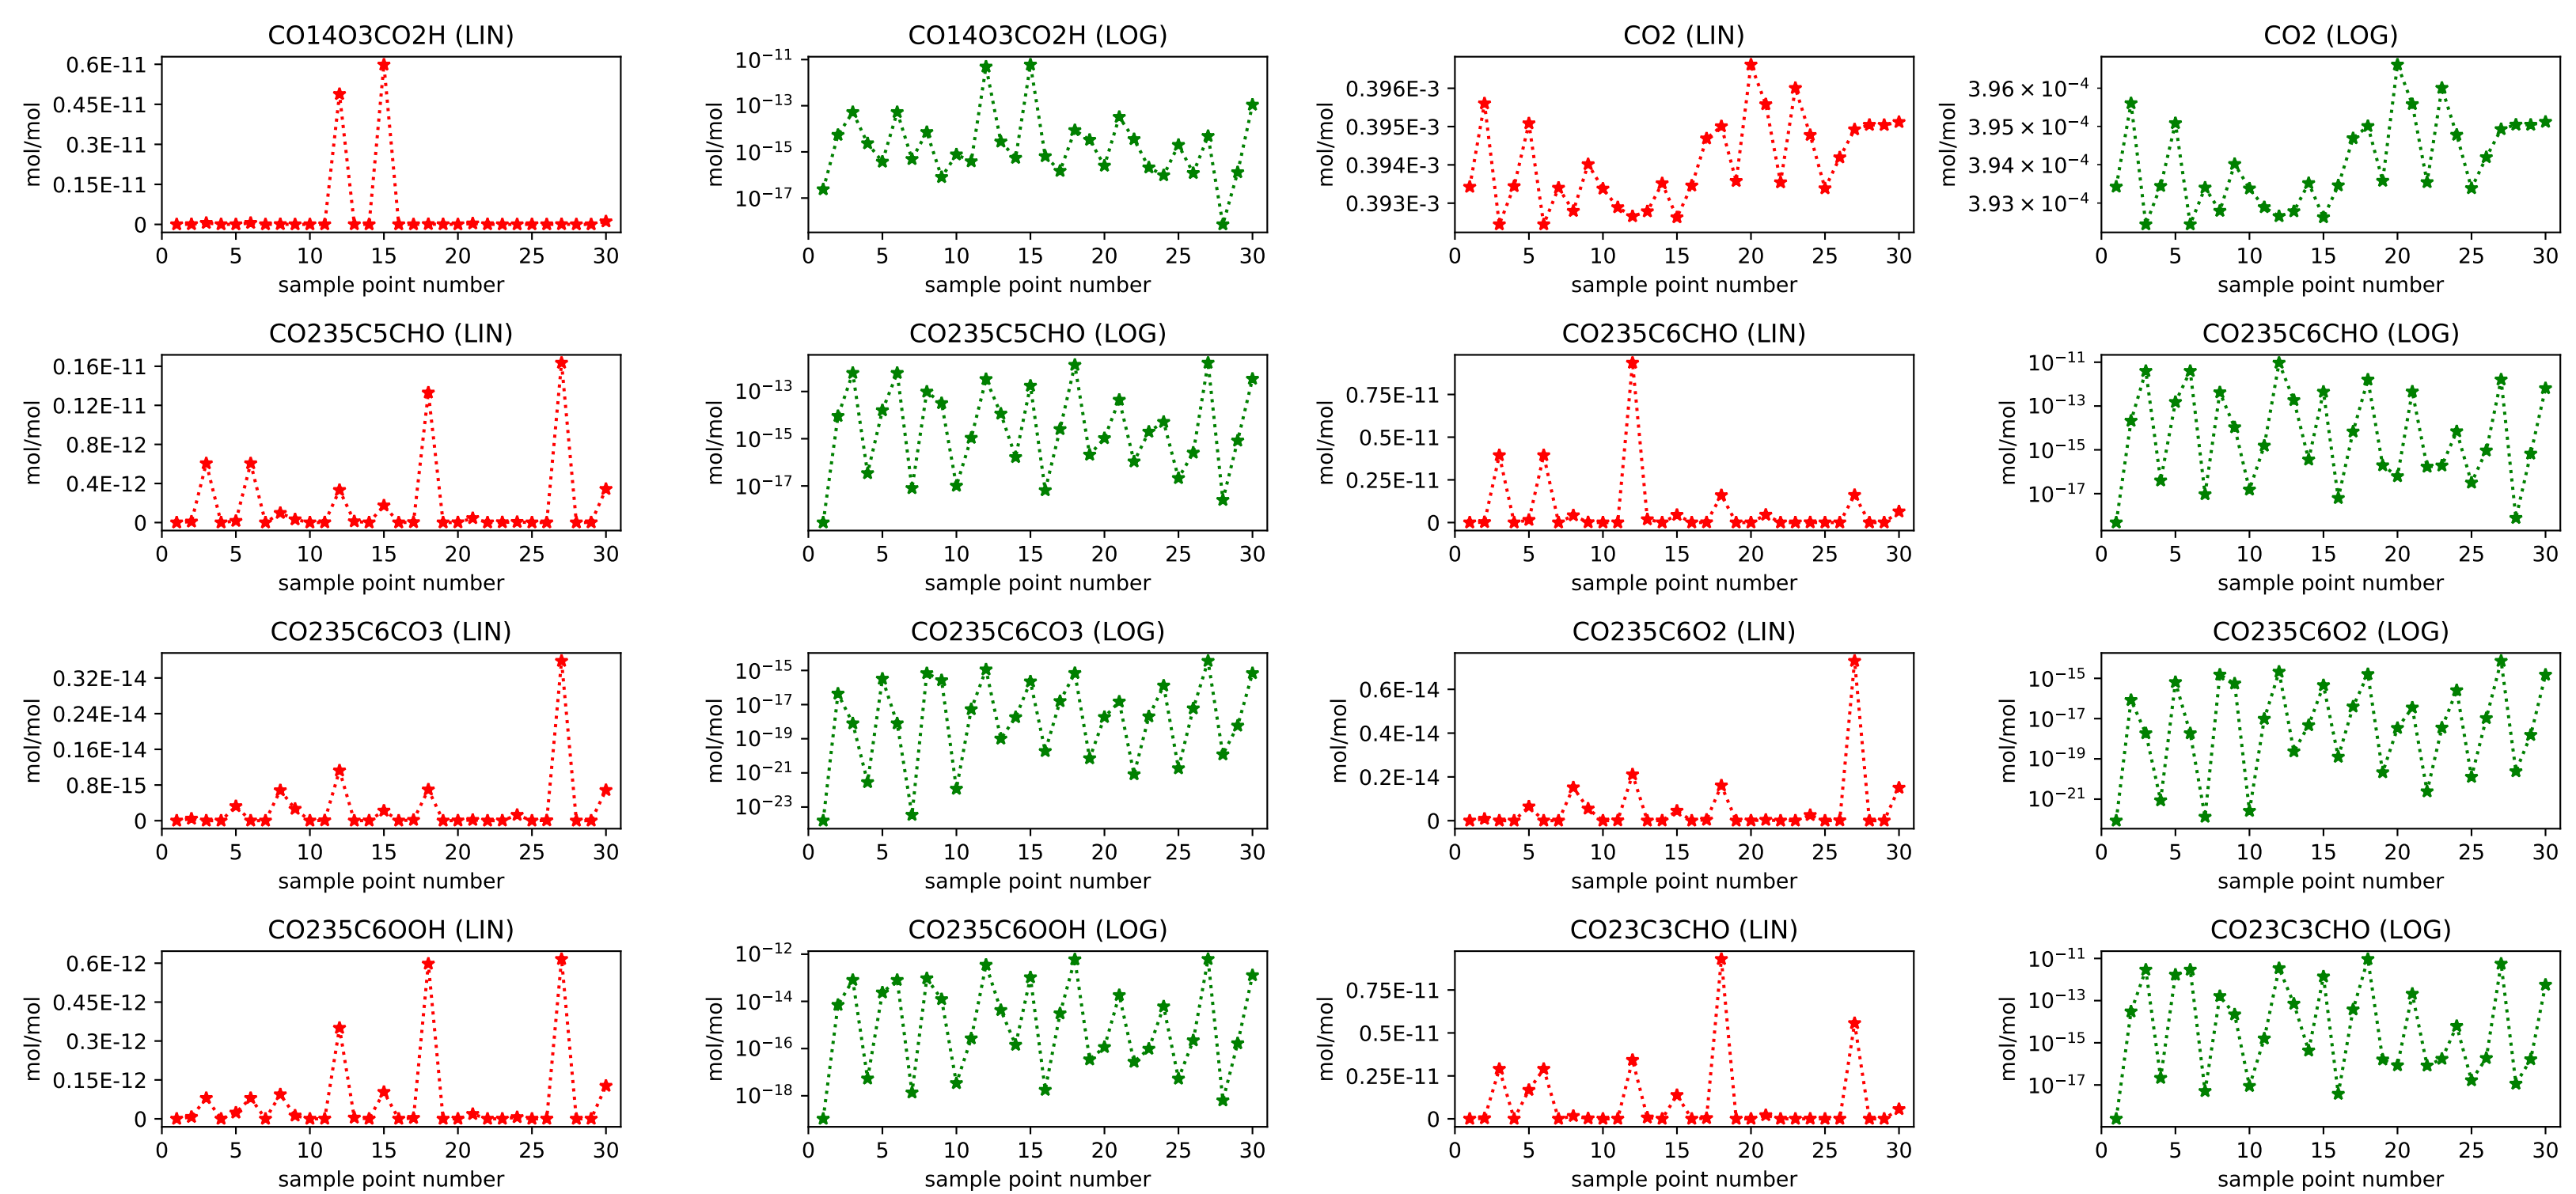 CO14O3CO2H (LIN)
mol/mol
0.6E-11
0.45E-11
0.3E-11
0.15E-11
0
0 5 10 15 20 25 30
sample point number
CO14O3CO2H (LOG)
mol/mol
10⁻¹¹
10⁻¹³
10⁻¹⁵
10⁻¹⁷
0 5 10 15 20 25 30
sample point number
CO2 (LIN)
mol/mol
0.396E-3
0.395E-3
0.394E-3
0.393E-3
0 5 10 15 20 25 30
sample point number
CO2 (LOG)
mol/mol
3.96 × 10⁻⁴
3.95 × 10⁻⁴
3.94 × 10⁻⁴
3.93 × 10⁻⁴
0 5 10 15 20 25 30
sample point number
CO235C5CHO (LIN)
mol/mol
0.16E-11
0.12E-11
0.8E-12
0.4E-12
0
0 5 10 15 20 25 30
sample point number
CO235C5CHO (LOG)
mol/mol
10⁻¹³
10⁻¹⁵
10⁻¹⁷
0 5 10 15 20 25 30
sample point number
CO235C6CHO (LIN)
mol/mol
0.75E-11
0.5E-11
0.25E-11
0
0 5 10 15 20 25 30
sample point number
CO235C6CHO (LOG)
mol/mol
10⁻¹¹
10⁻¹³
10⁻¹⁵
10⁻¹⁷
0 5 10 15 20 25 30
sample point number
CO235C6CO3 (LIN)
mol/mol
0.32E-14
0.24E-14
0.16E-14
0.8E-15
0
0 5 10 15 20 25 30
sample point number
CO235C6CO3 (LOG)
mol/mol
10⁻¹⁵
10⁻¹⁷
10⁻¹⁹
10⁻²¹
10⁻²³
0 5 10 15 20 25 30
sample point number
CO235C6O2 (LIN)
mol/mol
0.6E-14
0.4E-14
0.2E-14
0
0 5 10 15 20 25 30
sample point number
CO235C6O2 (LOG)
mol/mol
10⁻¹⁵
10⁻¹⁷
10⁻¹⁹
10⁻²¹
0 5 10 15 20 25 30
sample point number
CO235C6OOH (LIN)
mol/mol
0.6E-12
0.45E-12
0.3E-12
0.15E-12
0
0 5 10 15 20 25 30
sample point number
CO235C6OOH (LOG)
mol/mol
10⁻¹²
10⁻¹⁴
10⁻¹⁶
10⁻¹⁸
0 5 10 15 20 25 30
sample point number
CO23C3CHO (LIN)
mol/mol
0.75E-11
0.5E-11
0.25E-11
0
0 5 10 15 20 25 30
sample point number
CO23C3CHO (LOG)
mol/mol
10⁻¹¹
10⁻¹³
10⁻¹⁵
10⁻¹⁷
0 5 10 15 20 25 30
sample point number